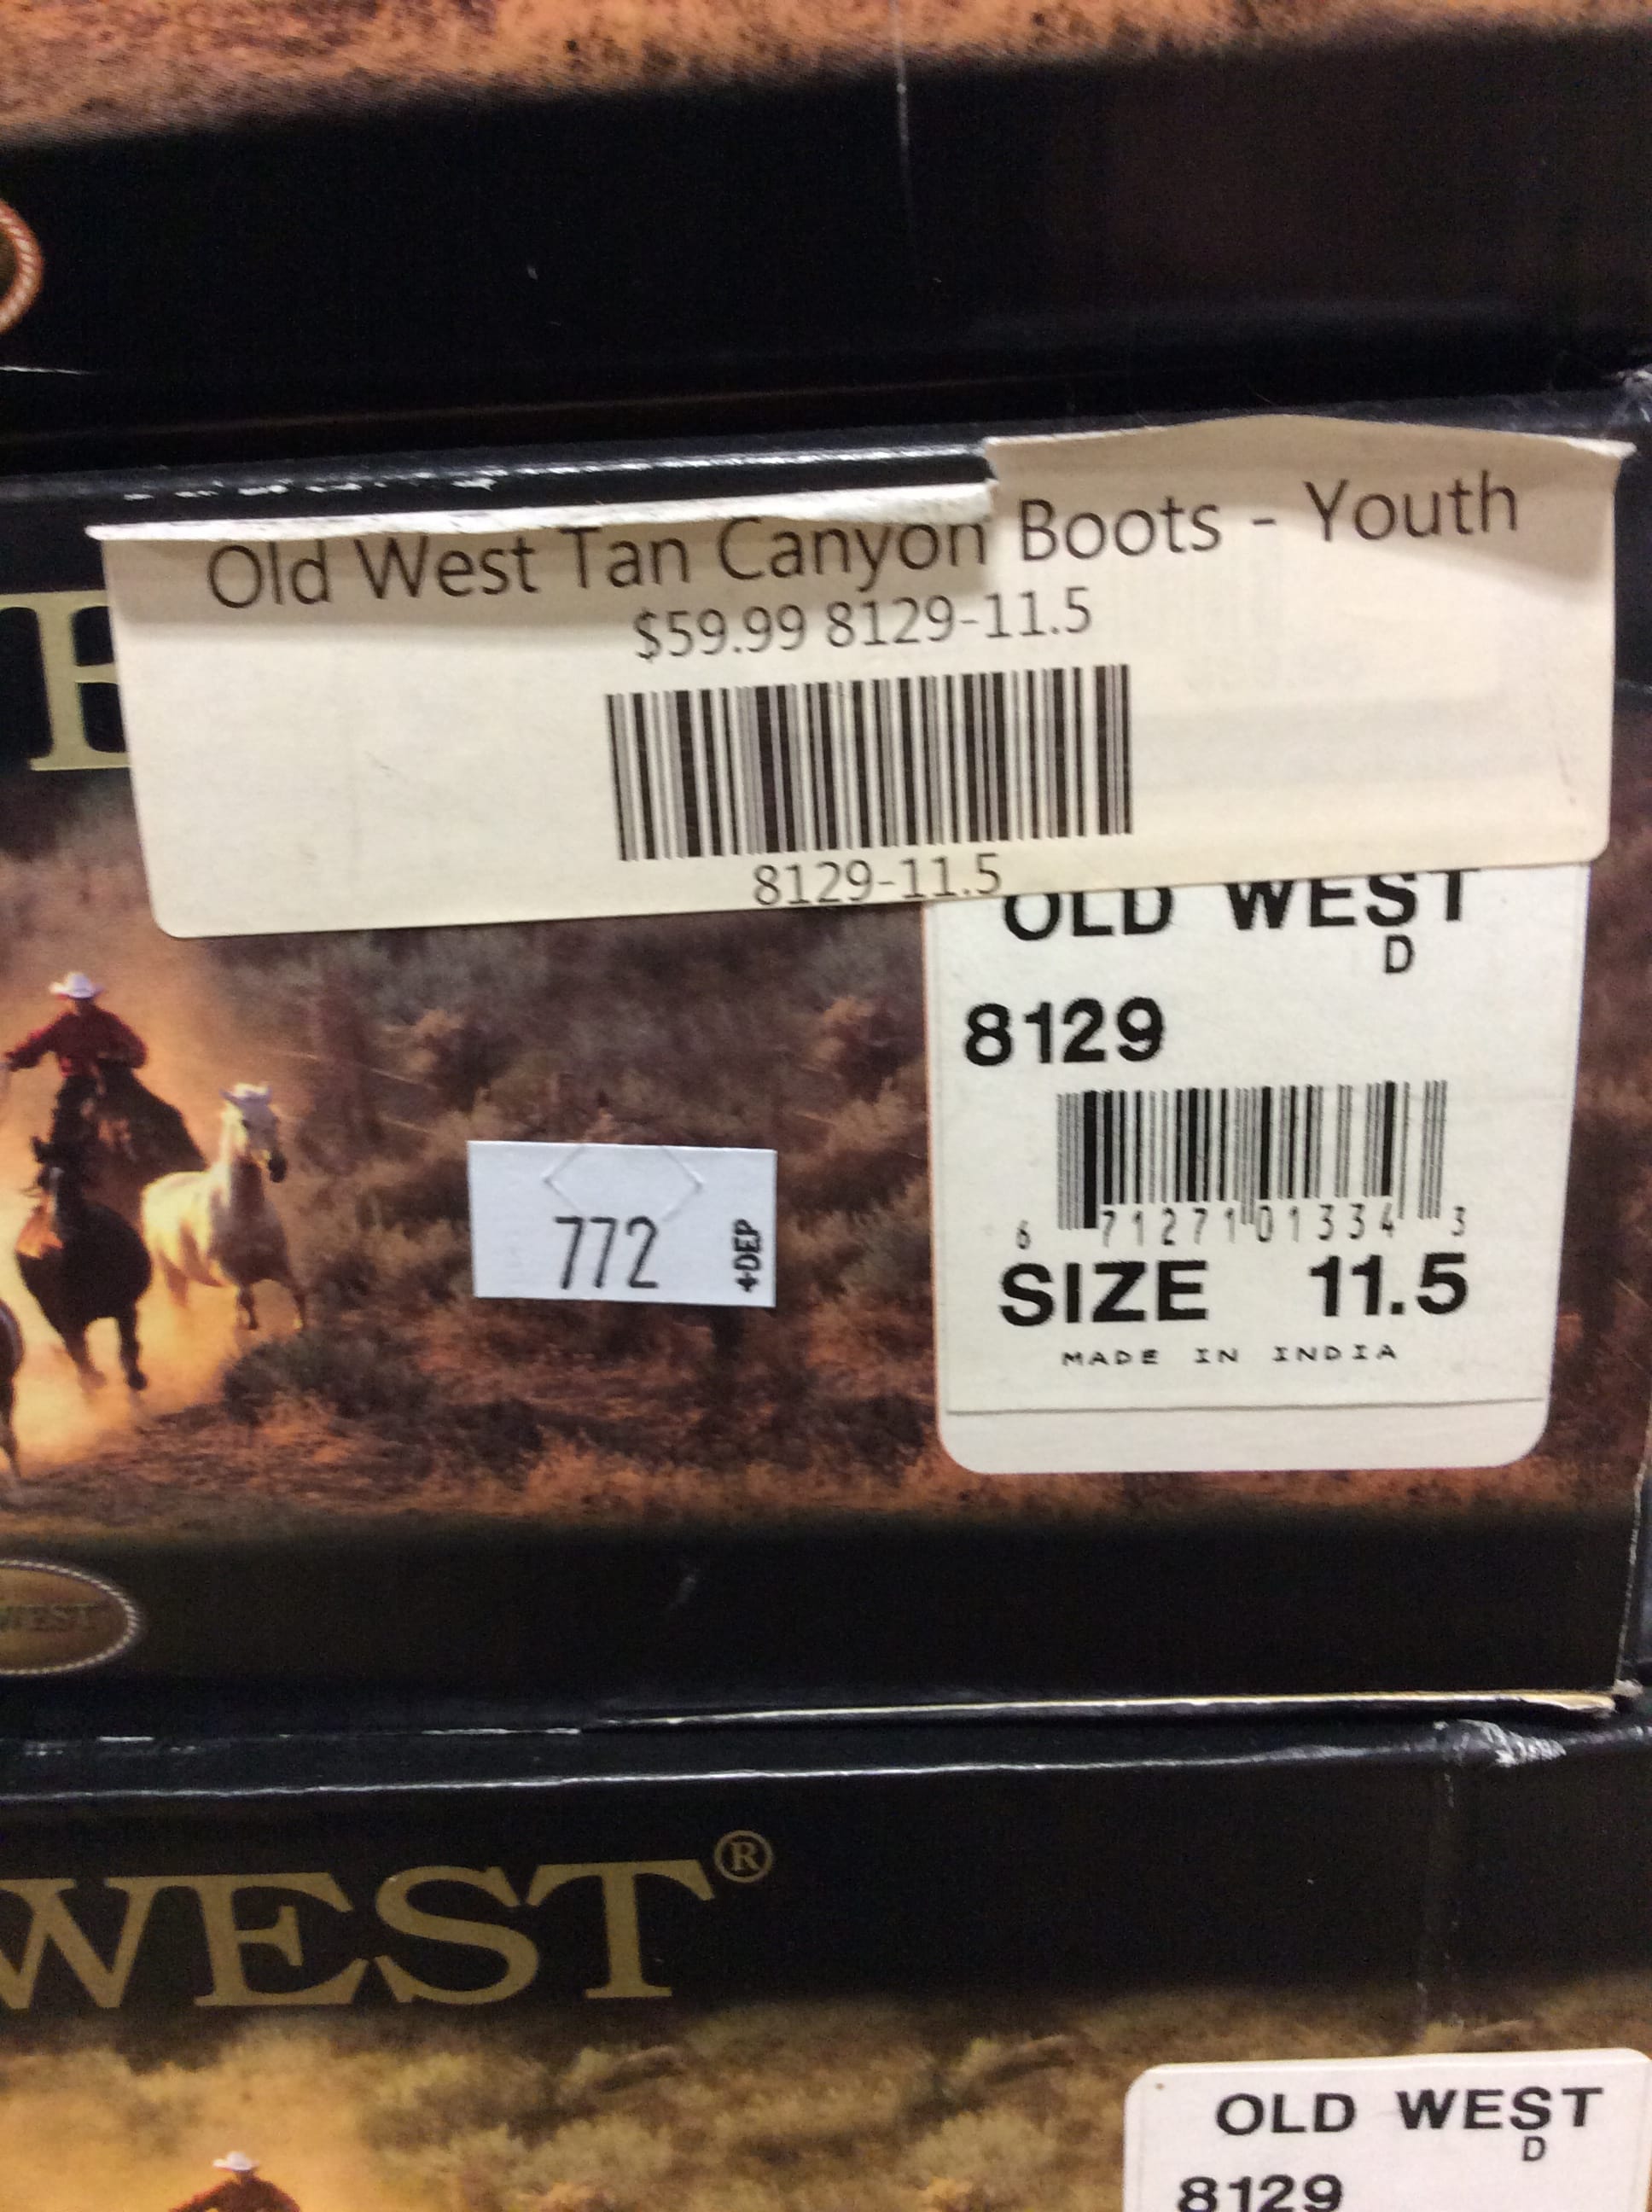 Old West Tan Canyon Boots - Youth
$59.99 8129-11.5
8129-11.5
OLD WEST
D
8129
6 71271 01334 3
SIZE 11.5
MADE IN INDIA
772
+DEP
WEST
WEST®
OLD WEST
D
8129